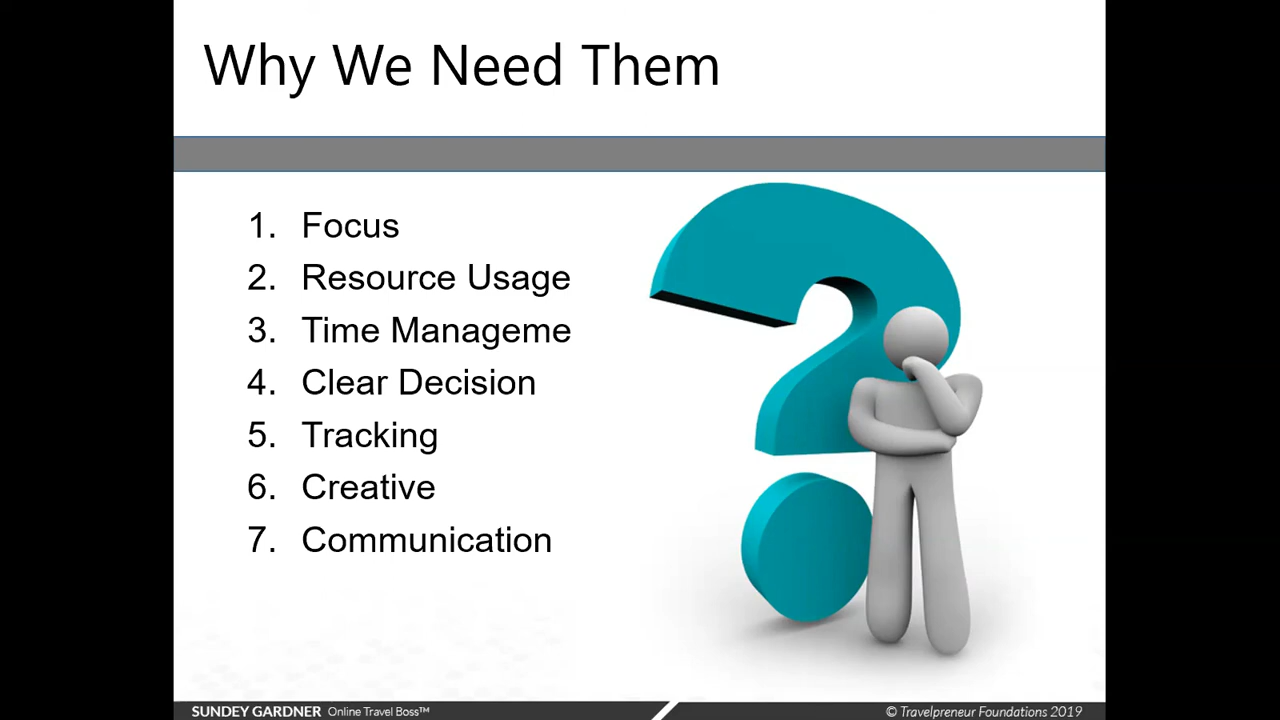 Why We Need Them
1. Focus
2. Resource Usage
3. Time Manageme
4. Clear Decision
5. Tracking
6. Creative
7. Communication
SUNDEY GARDNER Online Travel Boss™
© Travelpreneur Foundations 2019